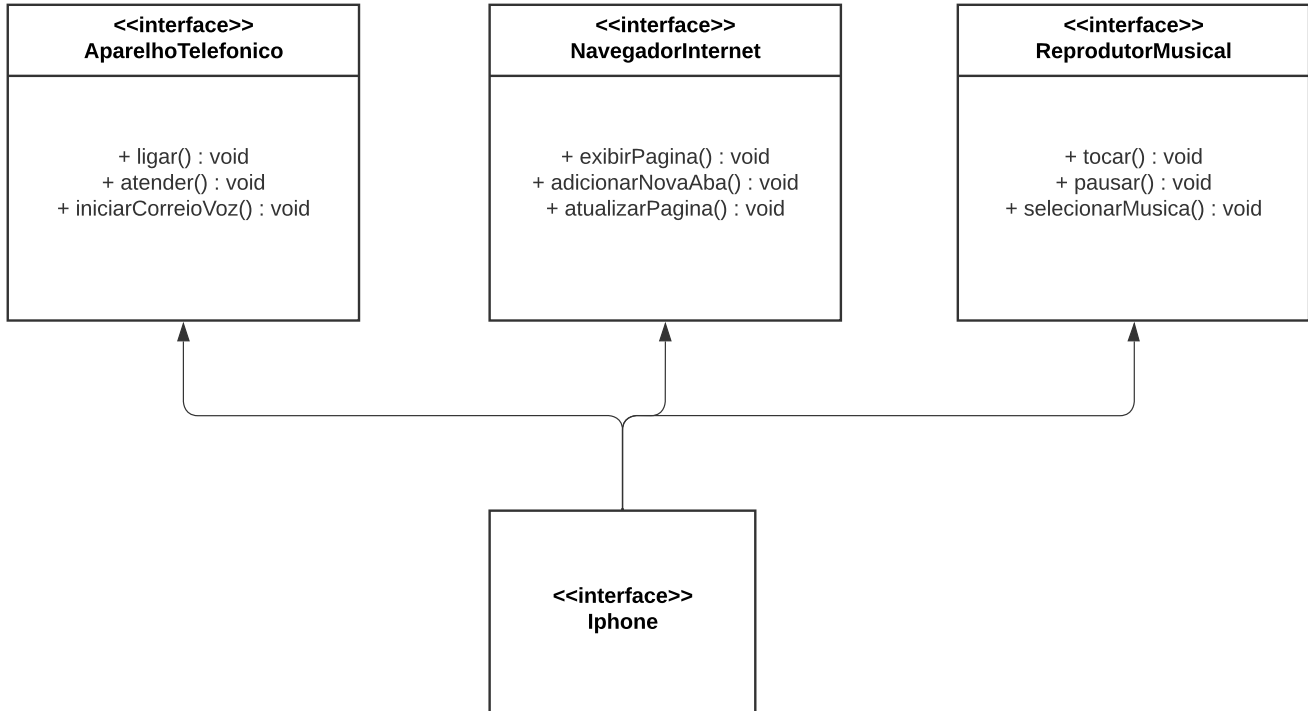 <<interface>>
AparelhoTelefonico
+ ligar() : void
+ atender() : void
+ iniciarCorreioVoz() : void
<<interface>>
NavegadorInternet
+ exibirPagina() : void
+ adicionarNovaAba() : void
+ atualizarPagina() : void
<<interface>>
ReprodutorMusical
+ tocar() : void
+ pausar() : void
+ selecionarMusica() : void
<<interface>>
Iphone